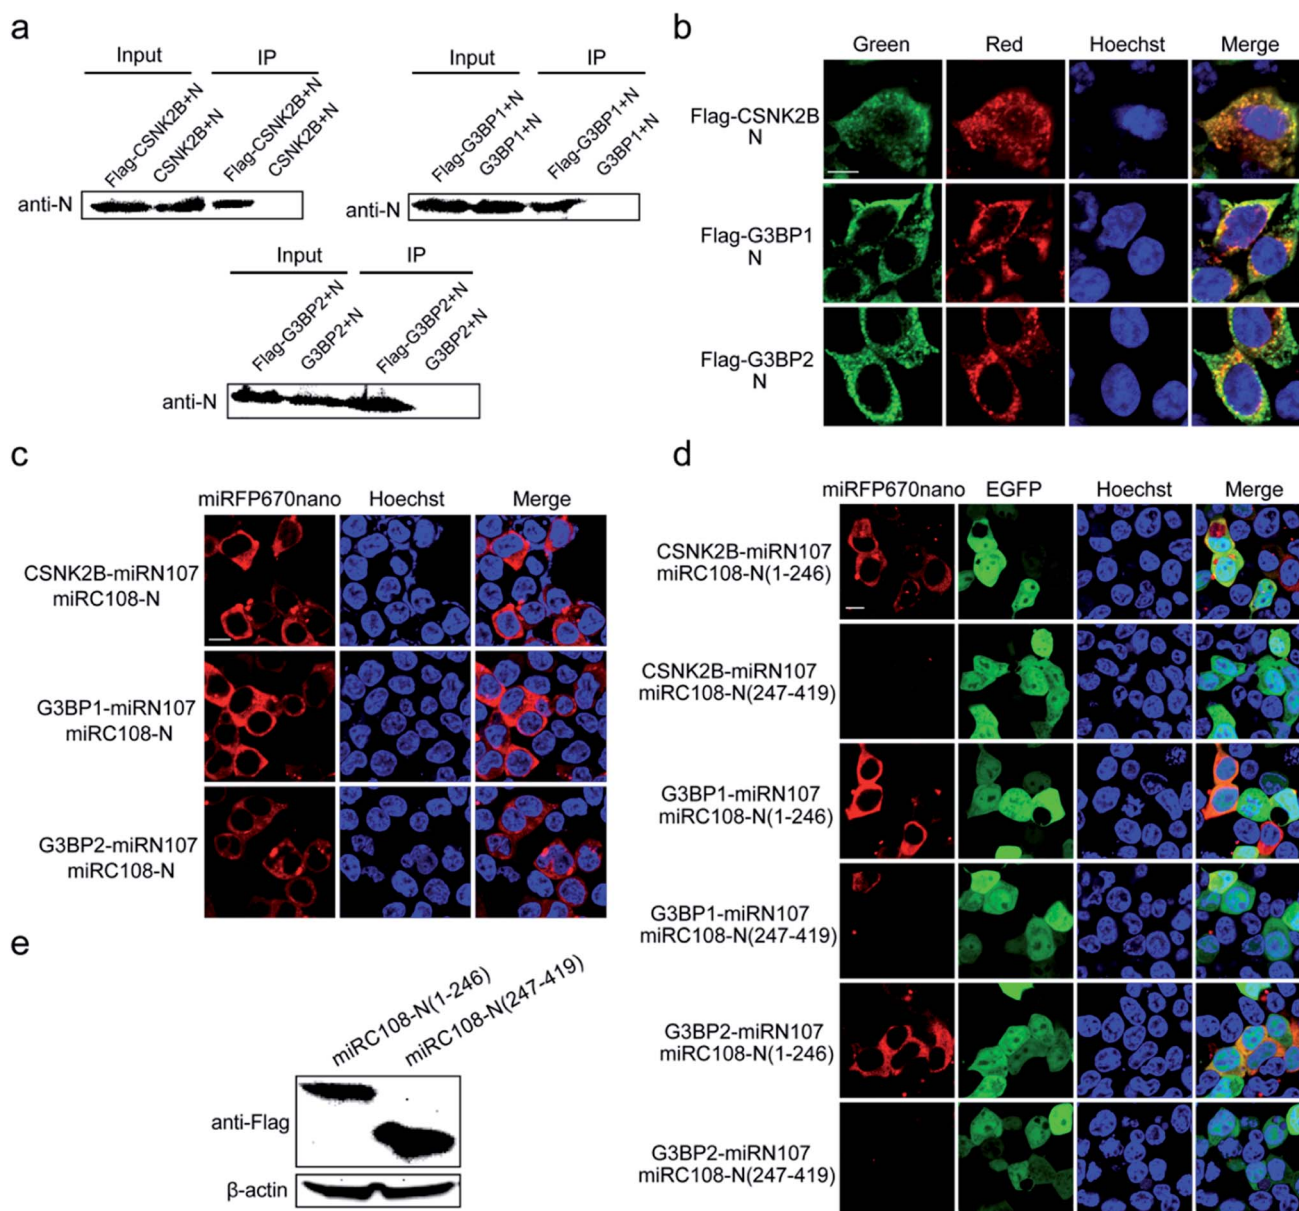 a
Input IP
Flag-CSNK2B+N
CSNK2B+N
Flag-CSNK2B+N
CSNK2B+N
anti-N
Input IP
Flag-G3BP1+N
G3BP1+N
Flag-G3BP1+N
G3BP1+N
anti-N
Input IP
Flag-G3BP2+N
G3BP2+N
Flag-G3BP2+N
G3BP2+N
anti-N
b
Green Red Hoechst Merge
Flag-CSNK2B
N
Flag-G3BP1
N
Flag-G3BP2
N
c
miRFP670nano Hoechst Merge
CSNK2B-miRN107
miRC108-N
G3BP1-miRN107
miRC108-N
G3BP2-miRN107
miRC108-N
d
miRFP670nano EGFP Hoechst Merge
CSNK2B-miRN107
miRC108-N(1-246)
CSNK2B-miRN107
miRC108-N(247-419)
G3BP1-miRN107
miRC108-N(1-246)
G3BP1-miRN107
miRC108-N(247-419)
G3BP2-miRN107
miRC108-N(1-246)
G3BP2-miRN107
miRC108-N(247-419)
e
miRC108-N(1-246)
miRC108-N(247-419)
anti-Flag
β-actin